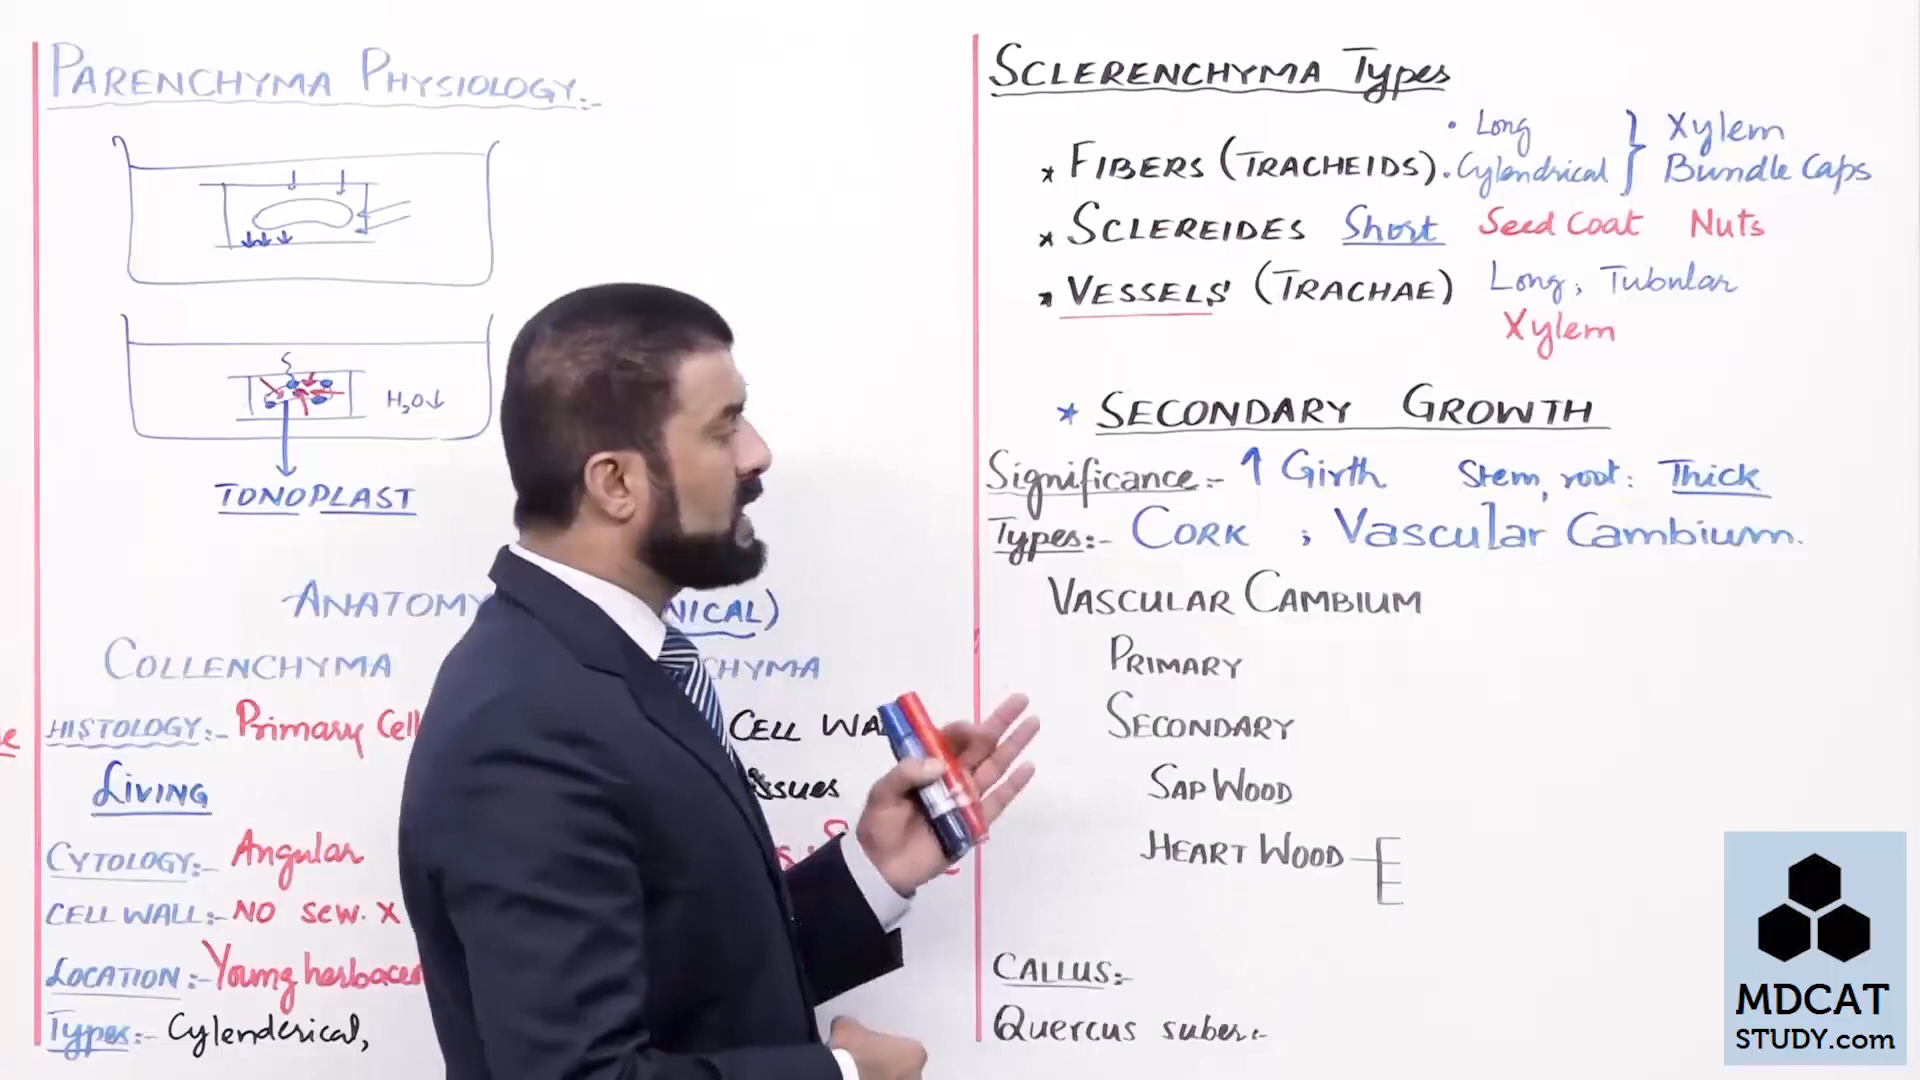 PARENCHYMA PHYSIOLOGY:-
H₂O↓
TONOPLAST
ANATOMY NICAL)
COLLENCHYMA CHYMA
HISTOLOGY:- Primary Cell CELL WA
LIVING ssues
CYTOLOGY:- Angular
CELL WALL:- NO sew. X
LOCATION:- Young herbaceo
Types:- Cylenderical,
SCLERENCHYMA Types
* FIBERS (TRACHEIDS) . Long . Cylendrical } Xylem Bundle Caps
* SCLEREIDES Short Seed Coat Nuts
* VESSELS (TRACHAE) Long, Tubular
Xylem
* SECONDARY GROWTH
Significance:- ↑ Girth Stem, root: Thick
Types:- CORK ; Vascular Cambium.
VASCULAR CAMBIUM
PRIMARY
SECONDARY
SAP WOOD
HEART WOOD
CALLUS:-
Quercus suber:-
MDCAT
STUDY.com